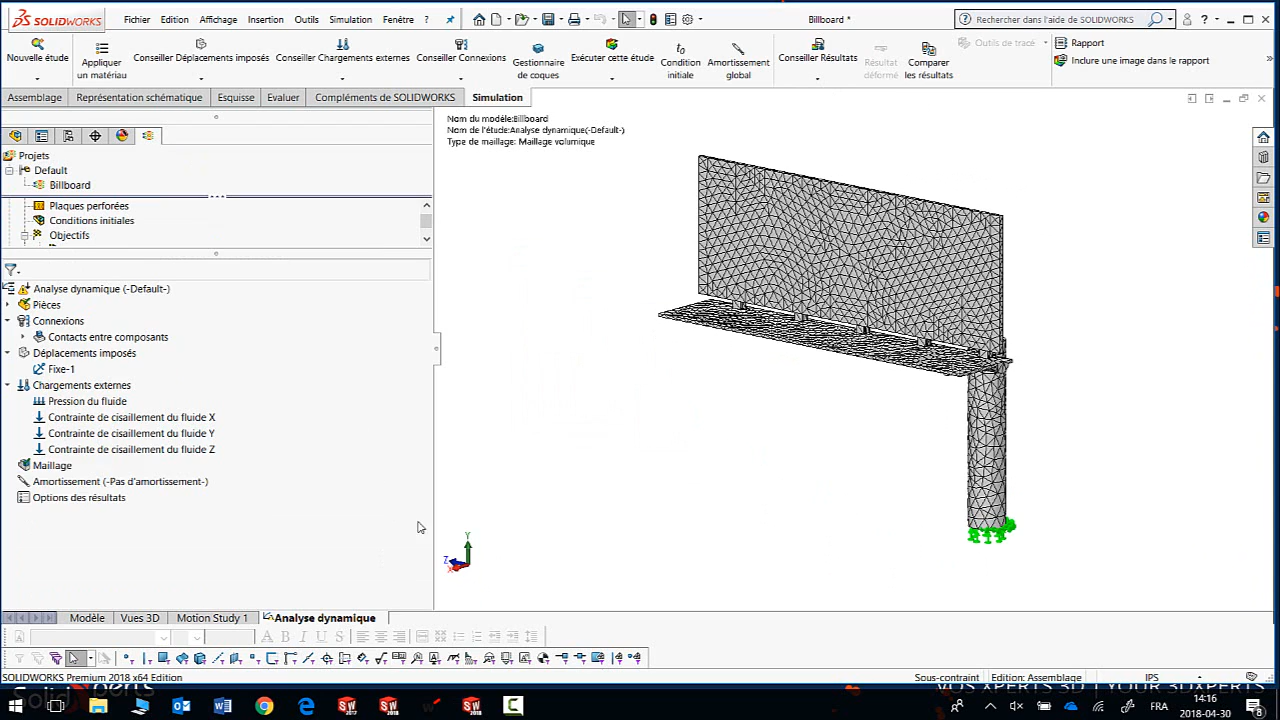 SOLIDWORKS Fichier Edition Affichage Insertion Outils Simulation Fenêtre ? Billboard * Rechercher dans l'aide de SOLIDWORKS ?
Nouvelle étude Appliquer un matériau Conseiller Déplacements imposés Conseiller Chargements externes Conseiller Connexions Gestionnaire de coques Exécuter cette étude Condition initiale Amortissement global Conseiller Résultats Résultat déformé Comparer les résultats Outils de tracé Rapport
Inclure une image dans le rapport
Assemblage Représentation schématique Esquisse Evaluer Compléments de SOLIDWORKS Simulation
Nom du modèle:Billboard
Nom de l'étude:Analyse dynamique(-Default-)
Type de maillage: Maillage volumique
Projets
Default
Billboard
Plaques perforées
Conditions initiales
Objectifs
Analyse dynamique (-Default-)
Pièces
Connexions
Contacts entre composants
Déplacements imposés
Fixe-1
Chargements externes
Pression du fluide
Contrainte de cisaillement du fluide X
Contrainte de cisaillement du fluide Y
Contrainte de cisaillement du fluide Z
Maillage
Amortissement (-Pas d'amortissement-)
Options des résultats
Y
Z
X
Modèle Vues 3D Motion Study 1 Analyse dynamique
SOLIDWORKS Premium 2018 x64 Edition Sous-contraint Edition: Assemblage IPS
VOS XPERTS 3D | YOUR 3DXPERTS
FRA 14:16
2018-04-30
8